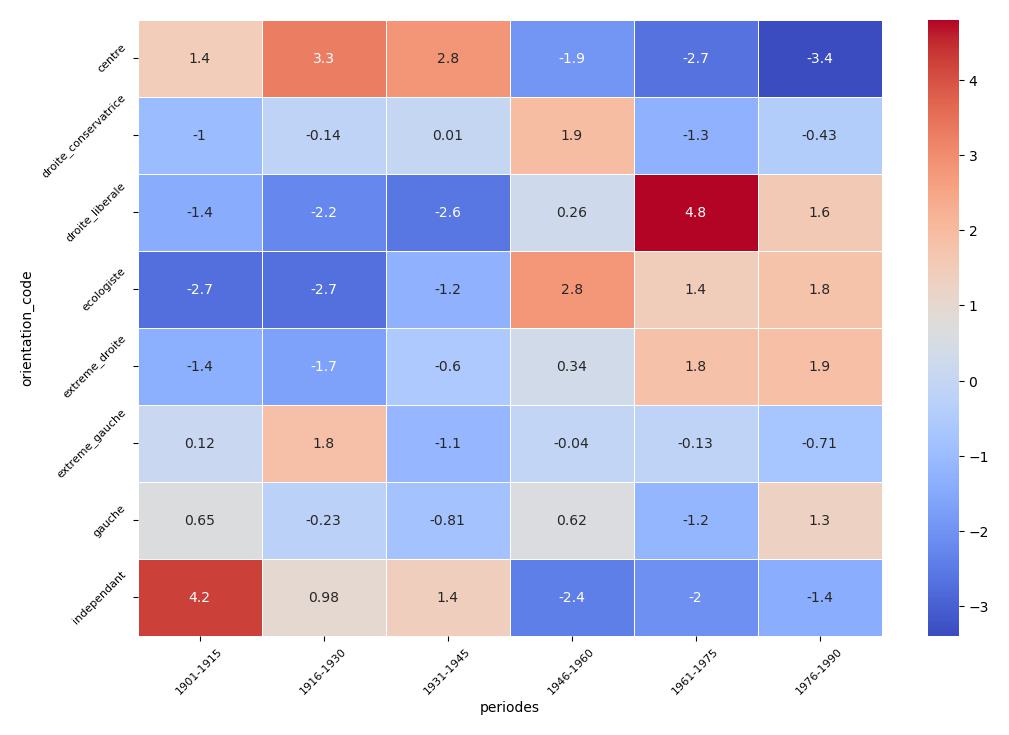 centre 1.4 3.3 2.8 -1.9 -2.7 -3.4
droite_conservatrice -1 -0.14 0.01 1.9 -1.3 -0.43
droite_liberale -1.4 -2.2 -2.6 0.26 4.8 1.6
ecologiste -2.7 -2.7 -1.2 2.8 1.4 1.8
extreme_droite -1.4 -1.7 -0.6 0.34 1.8 1.9
extreme_gauche 0.12 1.8 -1.1 -0.04 -0.13 -0.71
gauche 0.65 -0.23 -0.81 0.62 -1.2 1.3
independant 4.2 0.98 1.4 -2.4 -2 -1.4
orientation_code
1901-1915 1916-1930 1931-1945 1946-1960 1961-1975 1976-1990
periodes
4
3
2
1
0
−1
−2
−3